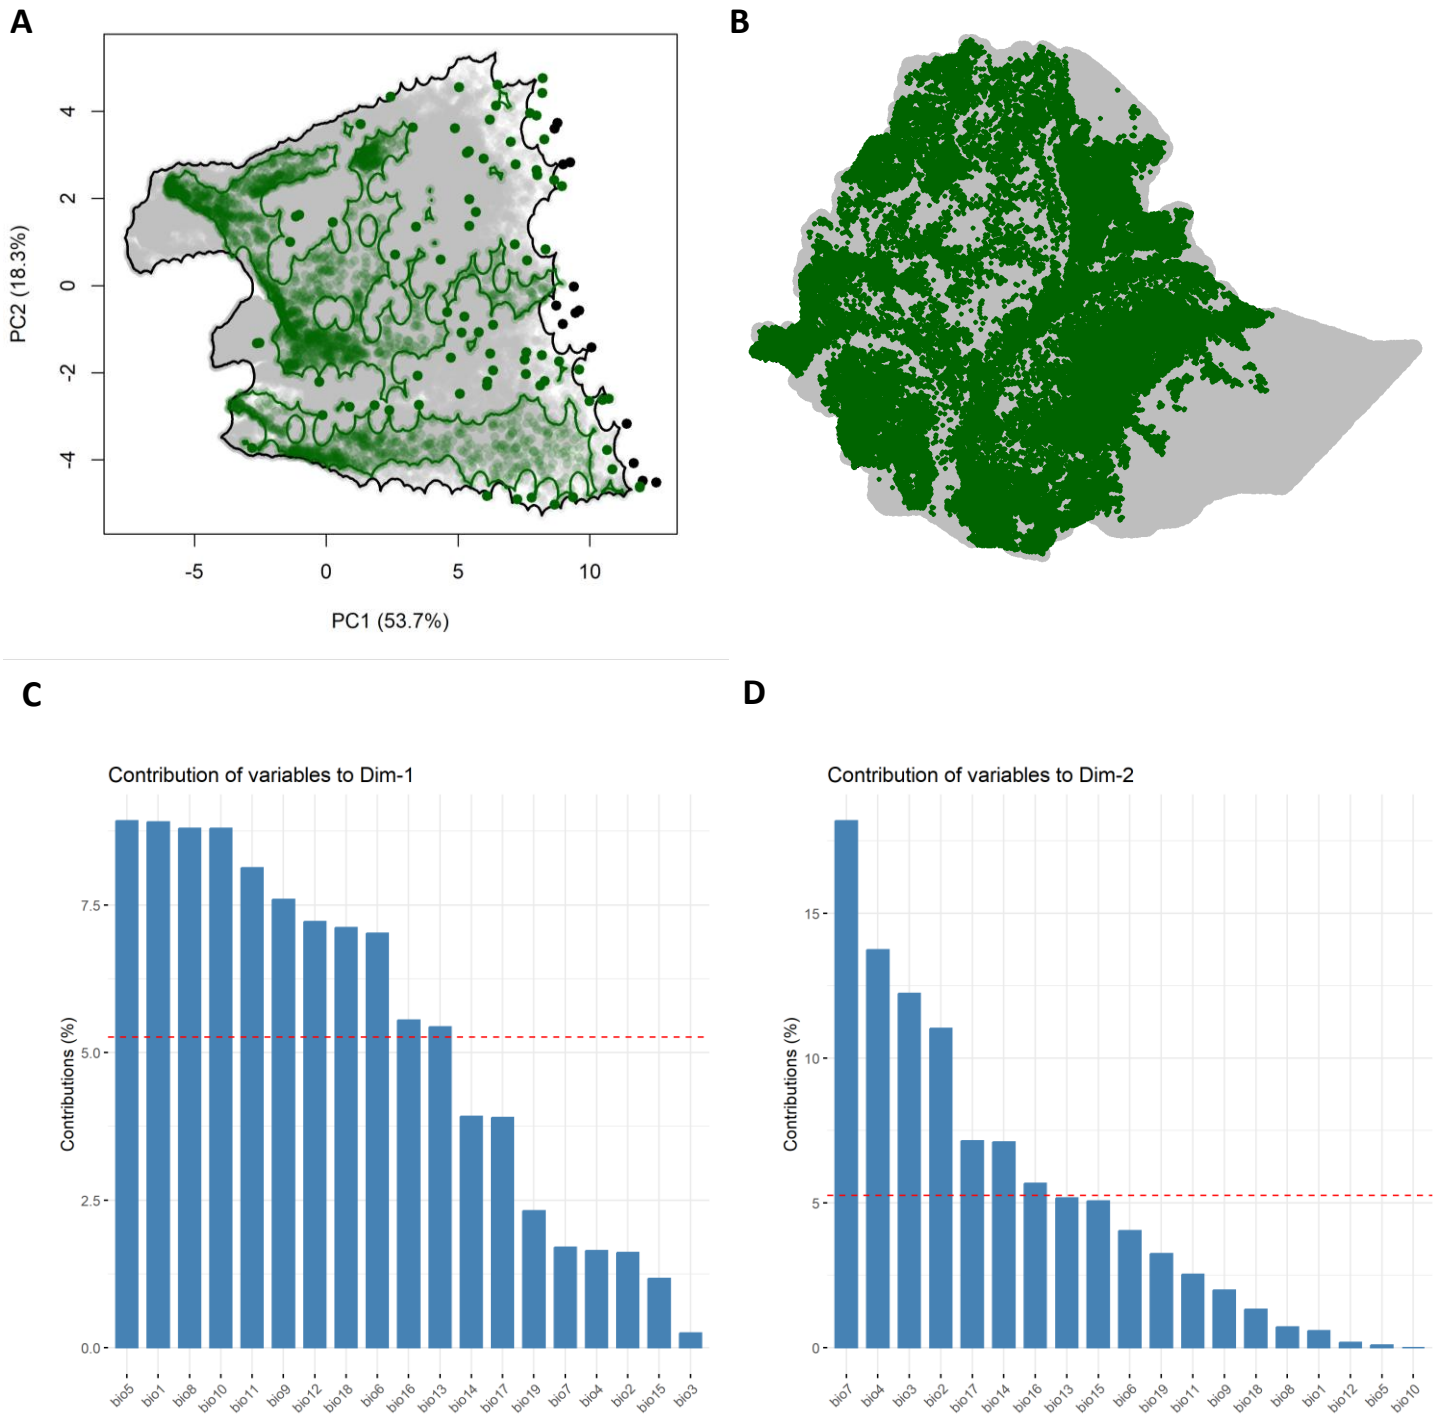 A
B
4
2
0
-2
-4
PC2 (18.3%)
-5
0
5
10
PC1 (53.7%)
C
D
Contribution of variables to Dim-1
7.5
5.0
2.5
0.0
Contributions (%)
bio5 bio1 bio8 bio10 bio11 bio9 bio12 bio18 bio6 bio16 bio13 bio14 bio17 bio19 bio7 bio4 bio2 bio15 bio3
Contribution of variables to Dim-2
15
10
5
0
Contributions (%)
bio7 bio4 bio3 bio2 bio17 bio14 bio16 bio13 bio15 bio6 bio19 bio11 bio9 bio18 bio8 bio1 bio12 bio5 bio10